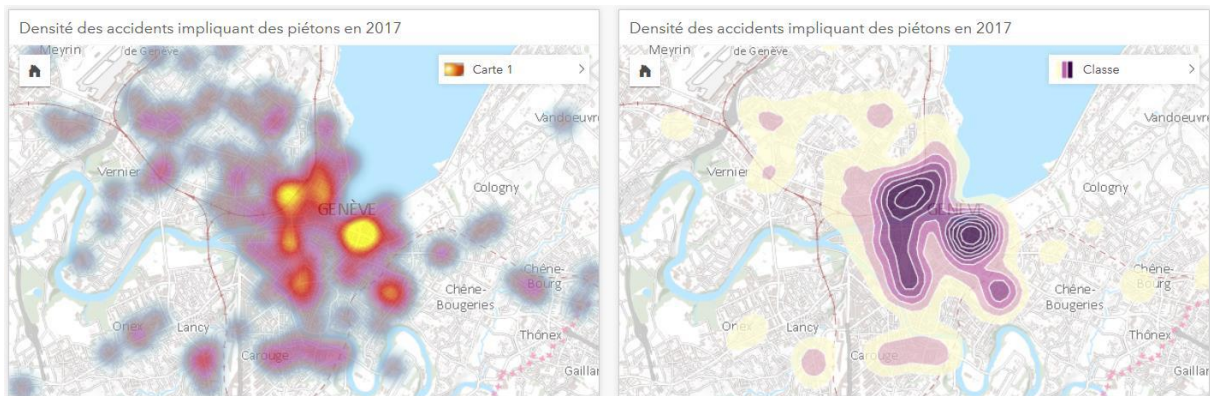 Densité des accidents impliquant des piétons en 2017
Meyrin
de Genève
Carte 1
Vandoeuvre
Vernier
Cologny
GENÈVE
Chêne-
Bourg
Chêne-
Bougeries
Onex
Lancy
Thônex
Carouge
Gaillar
Densité des accidents impliquant des piétons en 2017
Meyrin
de Genève
Classe
Vandoeuvre
Vernier
Cologny
GENÈVE
Chêne-
Bourg
Chêne-
Bougeries
Onex
Lancy
Thônex
Carouge
Gaillar